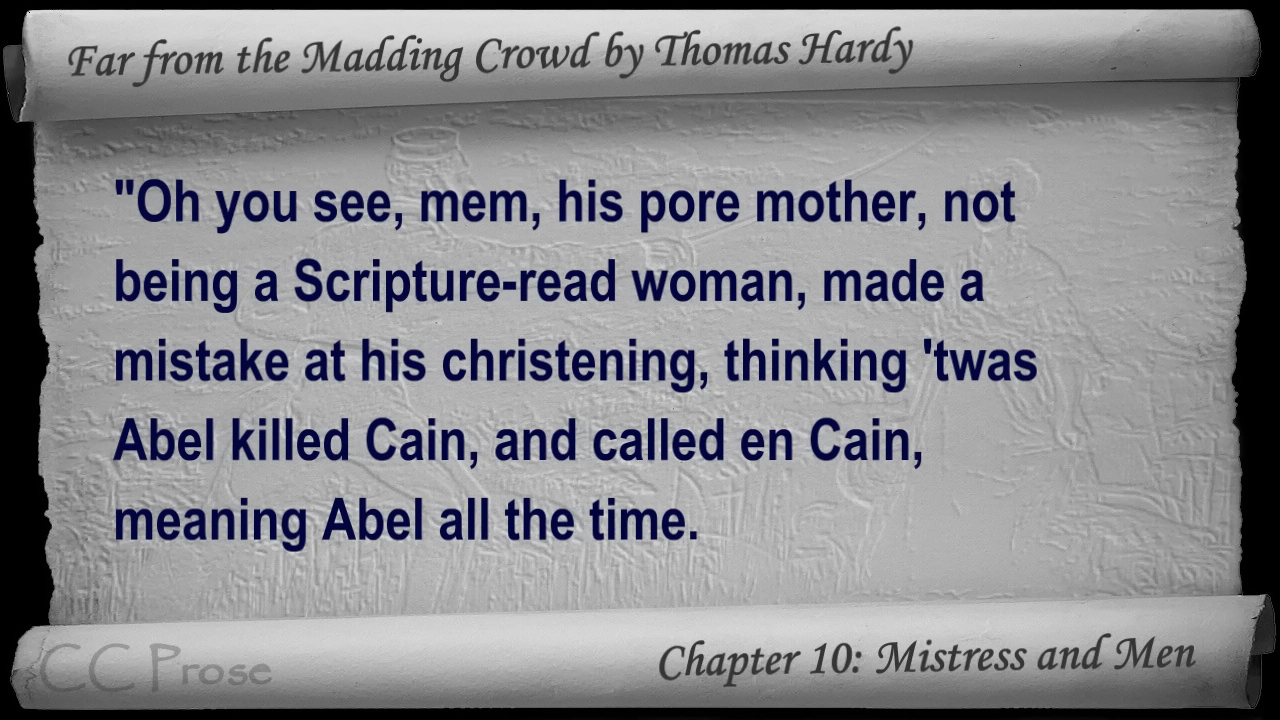 Far from the Madding Crowd by Thomas Hardy
"Oh you see, mem, his pore mother, not
being a Scripture-read woman, made a
mistake at his christening, thinking 'twas
Abel killed Cain, and called en Cain,
meaning Abel all the time.
CC Prose
Chapter 10: Mistress and Men